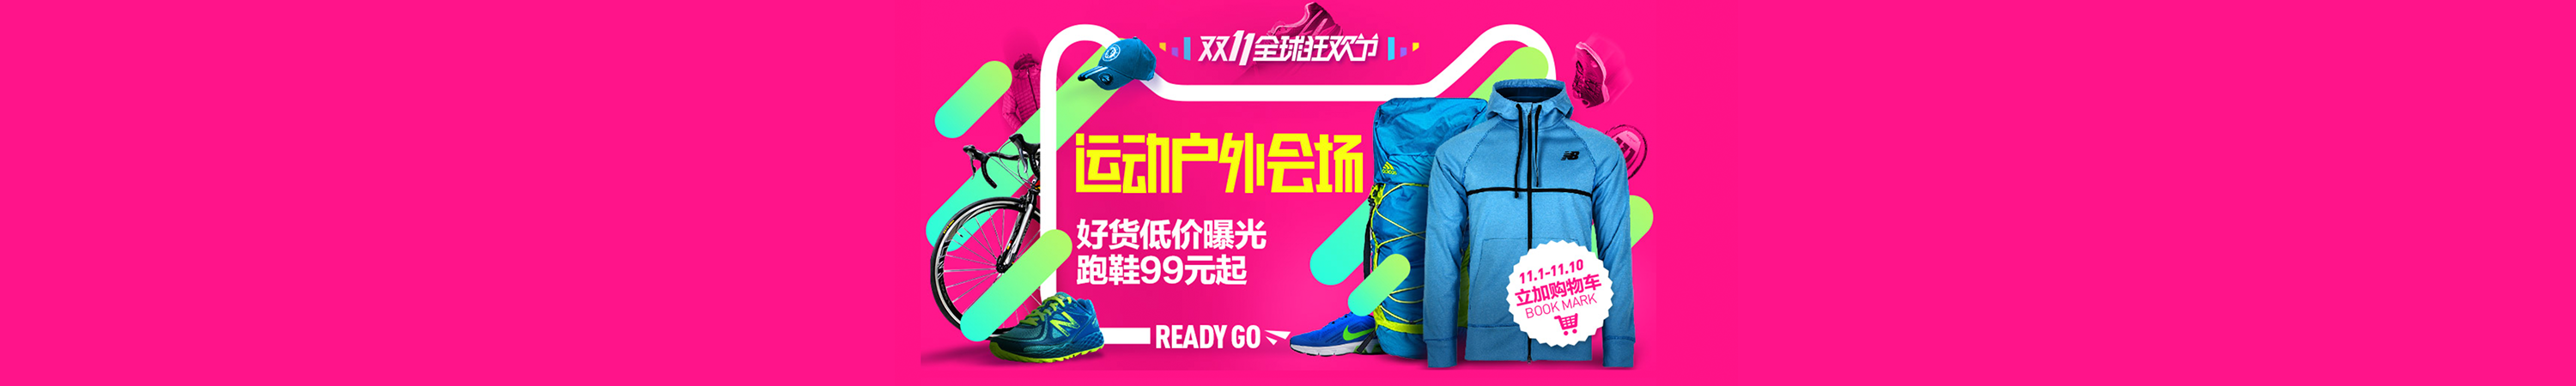 双11全球狂欢节
运动户外会场
好货低价曝光
跑鞋99元起
READY GO
adidas
NB
N
11.1-11.10
立加购物车
BOOK MARK